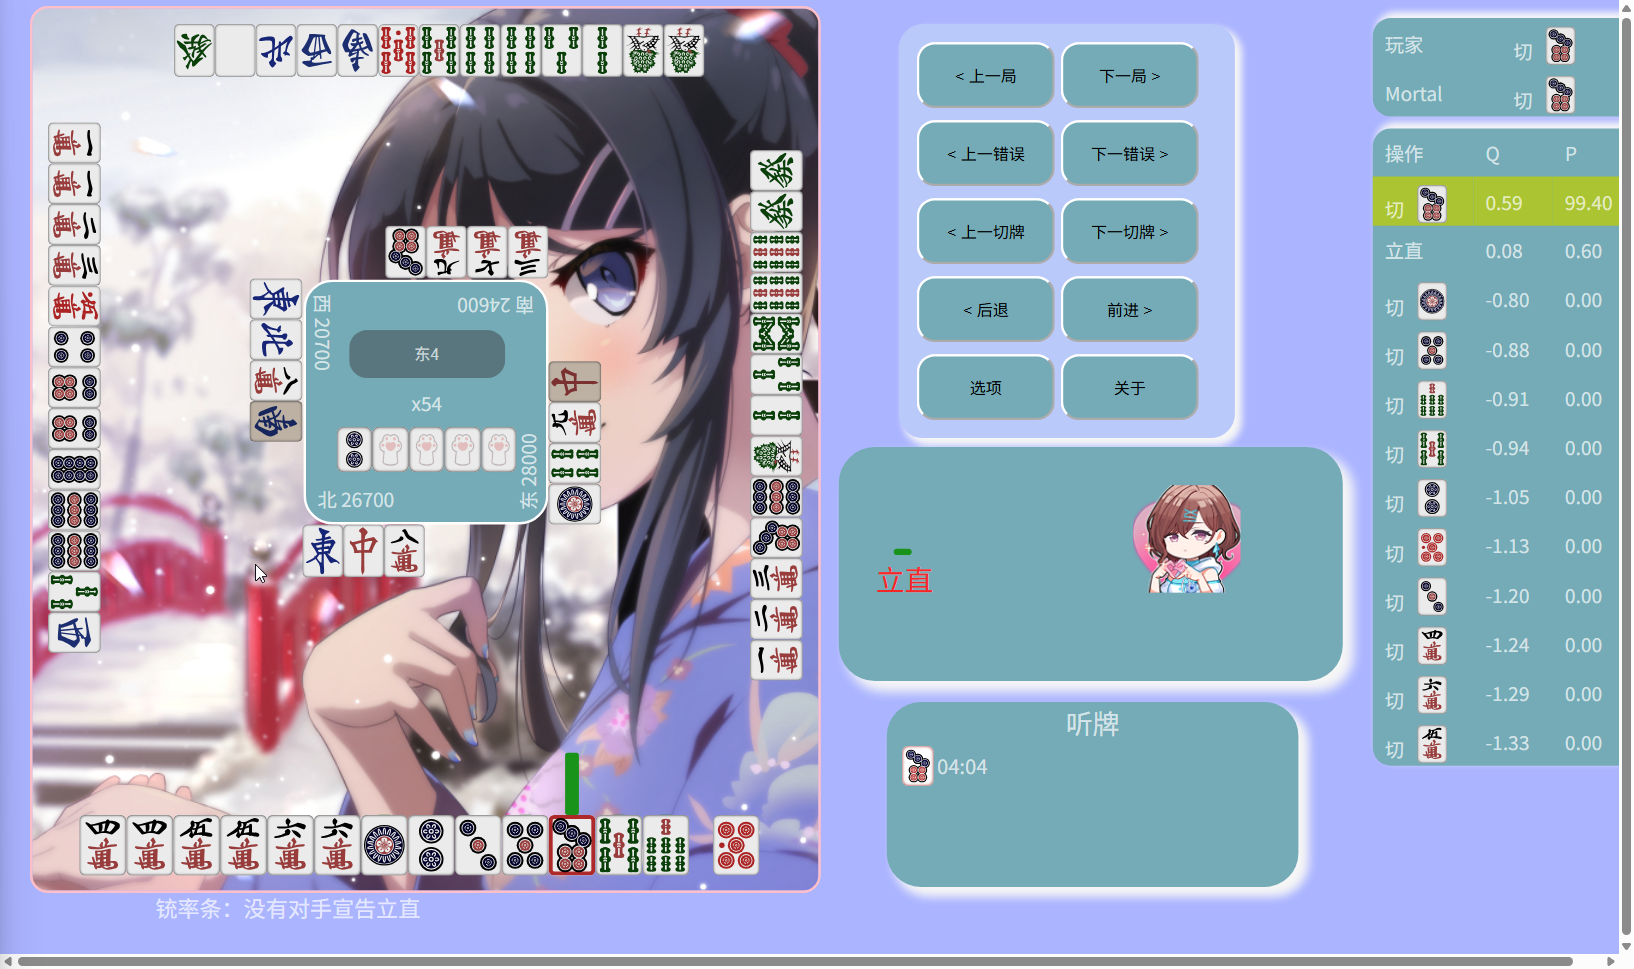 < 上一局
下一局 >
< 上一错误
下一错误 >
< 上一切牌
下一切牌 >
< 后退
前进 >
选项
关于
玩家 切
Mortal 切
操作 Q P
切 0.59 99.40
立直 0.08 0.60
切 -0.80 0.00
切 -0.88 0.00
切 -0.91 0.00
切 -0.94 0.00
切 -1.05 0.00
切 -1.13 0.00
切 -1.20 0.00
切 -1.24 0.00
切 -1.29 0.00
切 -1.33 0.00
南 24600
西 20700
东4
x54
北 26700
东 28000
立直
听牌
04:04
铳率条：没有对手宣告立直